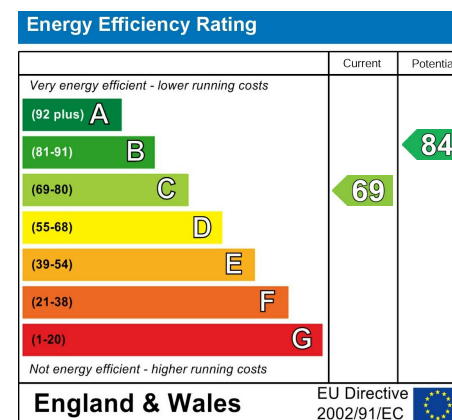 Energy Efficiency Rating
Current Potentia
Very energy efficient - lower running costs
(92 plus) A
(81-91) B
84
(69-80) C
69
(55-68) D
(39-54) E
(21-38) F
(1-20) G
Not energy efficient - higher running costs
England & Wales
EU Directive
2002/91/EC